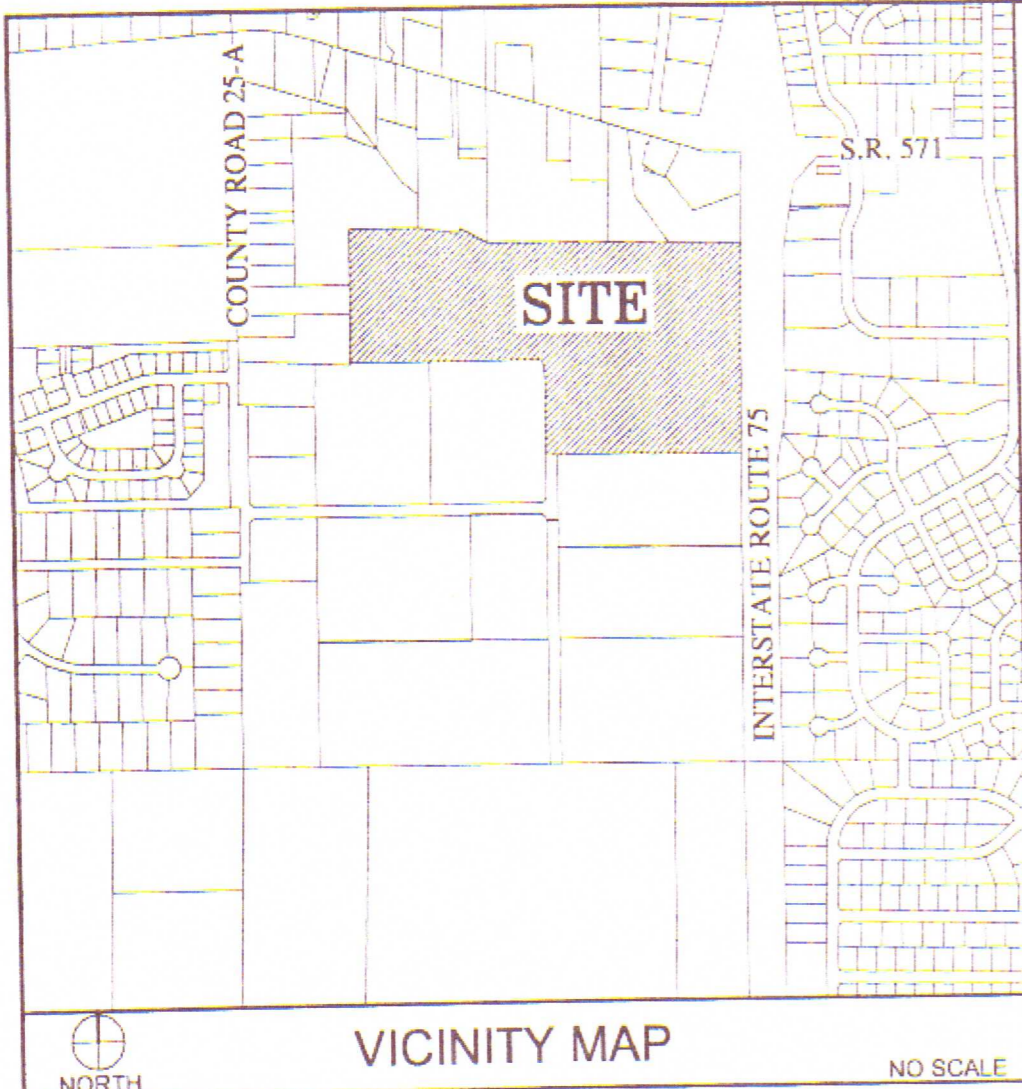 COUNTY ROAD 25-A
S.R. 571
SITE
INTERSTATE ROUTE 75
VICINITY MAP
NORTH
NO SCALE